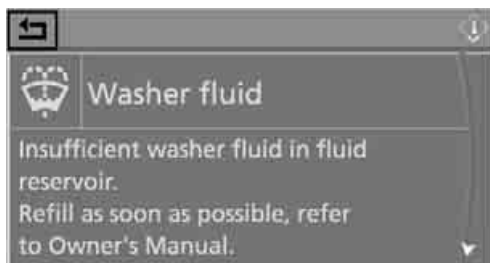 Washer fluid
Insufficient washer fluid in fluid
reservoir.
Refill as soon as possible, refer
to Owner's Manual.